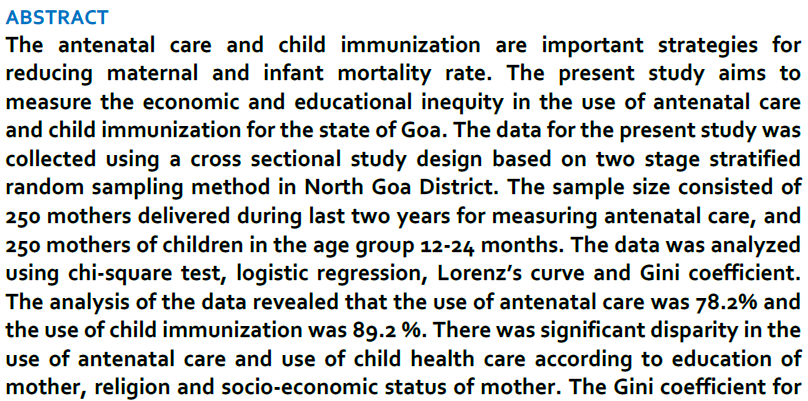 ABSTRACT
The antenatal care and child immunization are important strategies for
reducing maternal and infant mortality rate. The present study aims to
measure the economic and educational inequity in the use of antenatal care
and child immunization for the state of Goa. The data for the present study was
collected using a cross sectional study design based on two stage stratified
random sampling method in North Goa District. The sample size consisted of
250 mothers delivered during last two years for measuring antenatal care, and
250 mothers of children in the age group 12-24 months. The data was analyzed
using chi-square test, logistic regression, Lorenz’s curve and Gini coefficient.
The analysis of the data revealed that the use of antenatal care was 78.2% and
the use of child immunization was 89.2 %. There was significant disparity in the
use of antenatal care and use of child health care according to education of
mother, religion and socio-economic status of mother. The Gini coefficient for